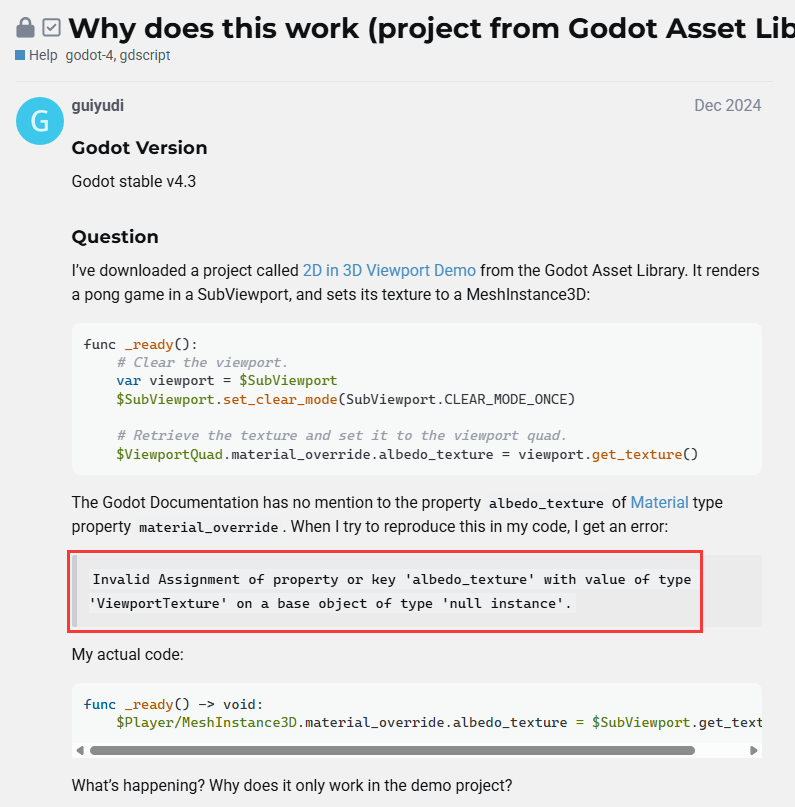 Why does this work (project from Godot Asset Lib
Help godot-4, gdscript
G
guiyudi
Dec 2024
Godot Version
Godot stable v4.3
Question
I’ve downloaded a project called 2D in 3D Viewport Demo from the Godot Asset Library. It renders
a pong game in a SubViewport, and sets its texture to a MeshInstance3D:
func _ready():
    # Clear the viewport.
    var viewport = $SubViewport
    $SubViewport.set_clear_mode(SubViewport.CLEAR_MODE_ONCE)
    # Retrieve the texture and set it to the viewport quad.
    $ViewportQuad.material_override.albedo_texture = viewport.get_texture()
The Godot Documentation has no mention to the property albedo_texture of Material type
property material_override. When I try to reproduce this in my code, I get an error:
Invalid Assignment of property or key 'albedo_texture' with value of type
'ViewportTexture' on a base object of type 'null instance'.
My actual code:
func _ready() -> void:
    $Player/MeshInstance3D.material_override.albedo_texture = $SubViewport.get_text
What’s happening? Why does it only work in the demo project?